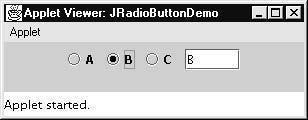 Applet Viewer: JRadioButtonDemo
Applet
A B C B
Applet started.